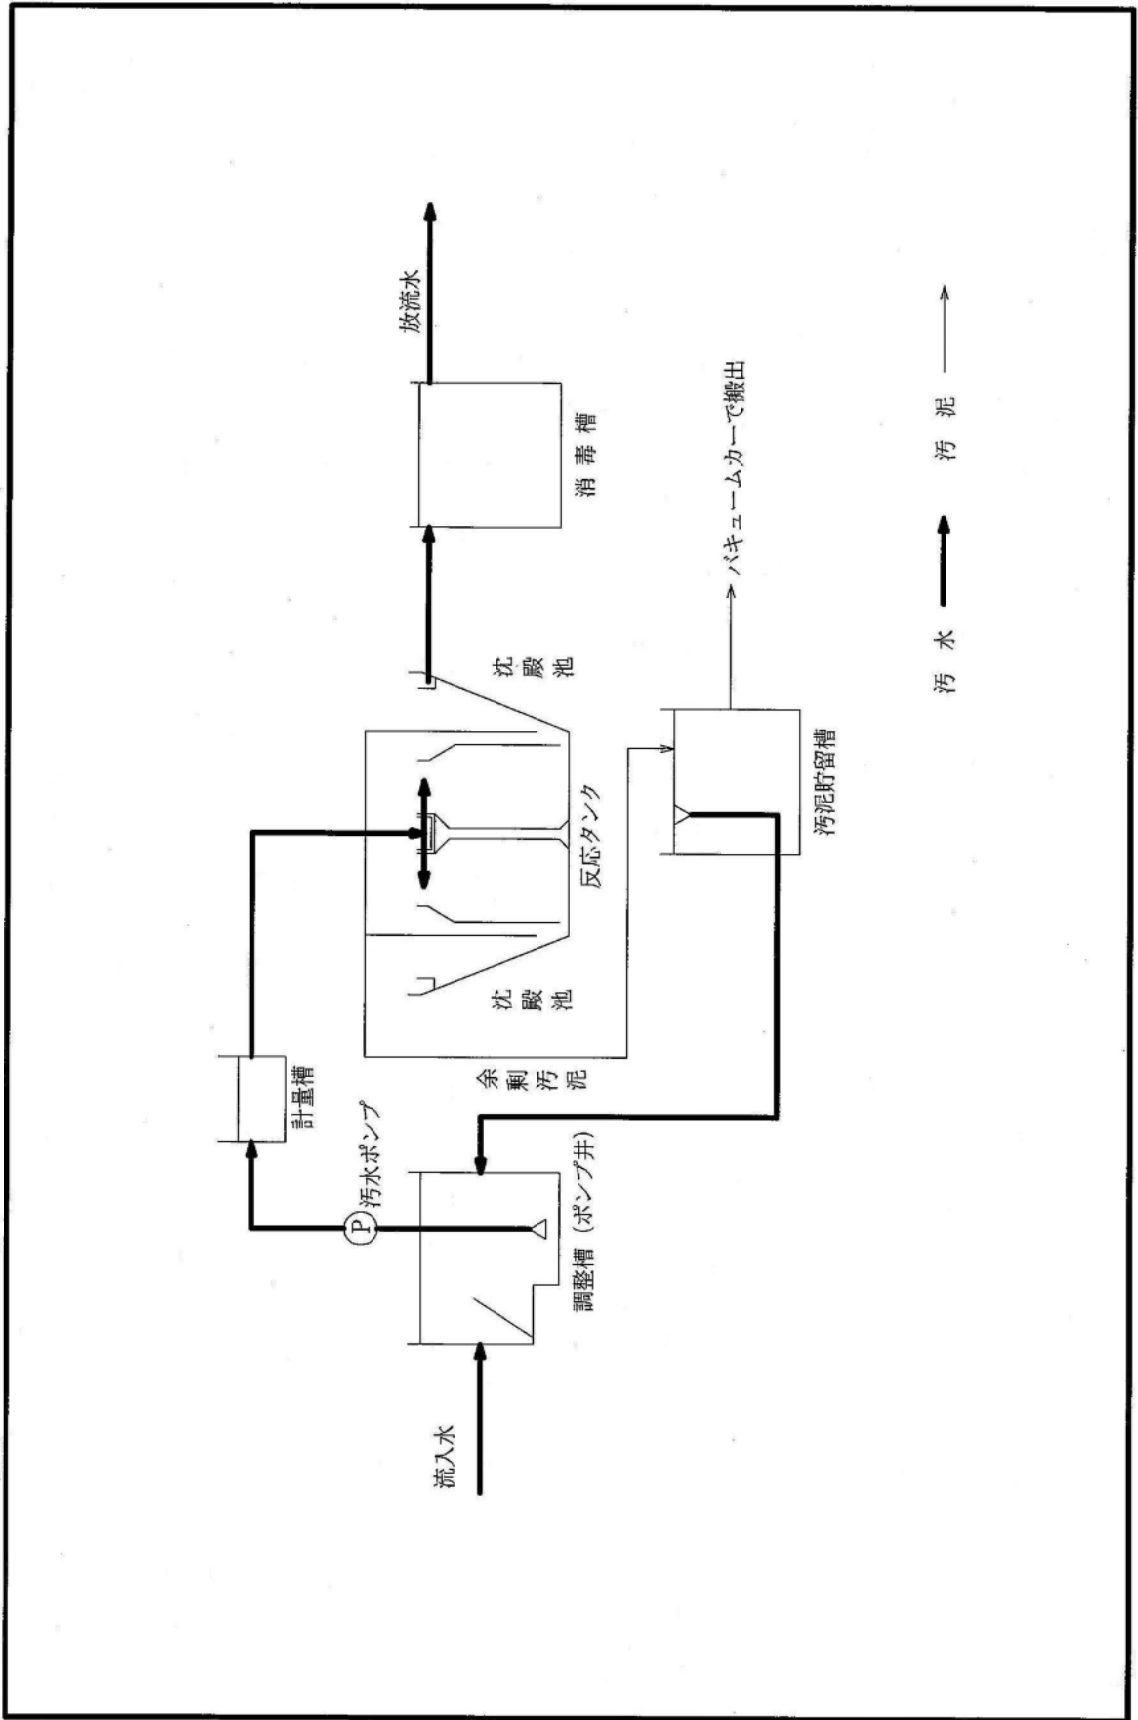 流入水
調整槽（ポンプ井）
P
汚水ポンプ
計量槽
余剰汚泥
沈殿池
反応タンク
沈殿池
消毒槽
放流水
汚泥貯留槽
バキュームカーで搬出
汚水
汚泥